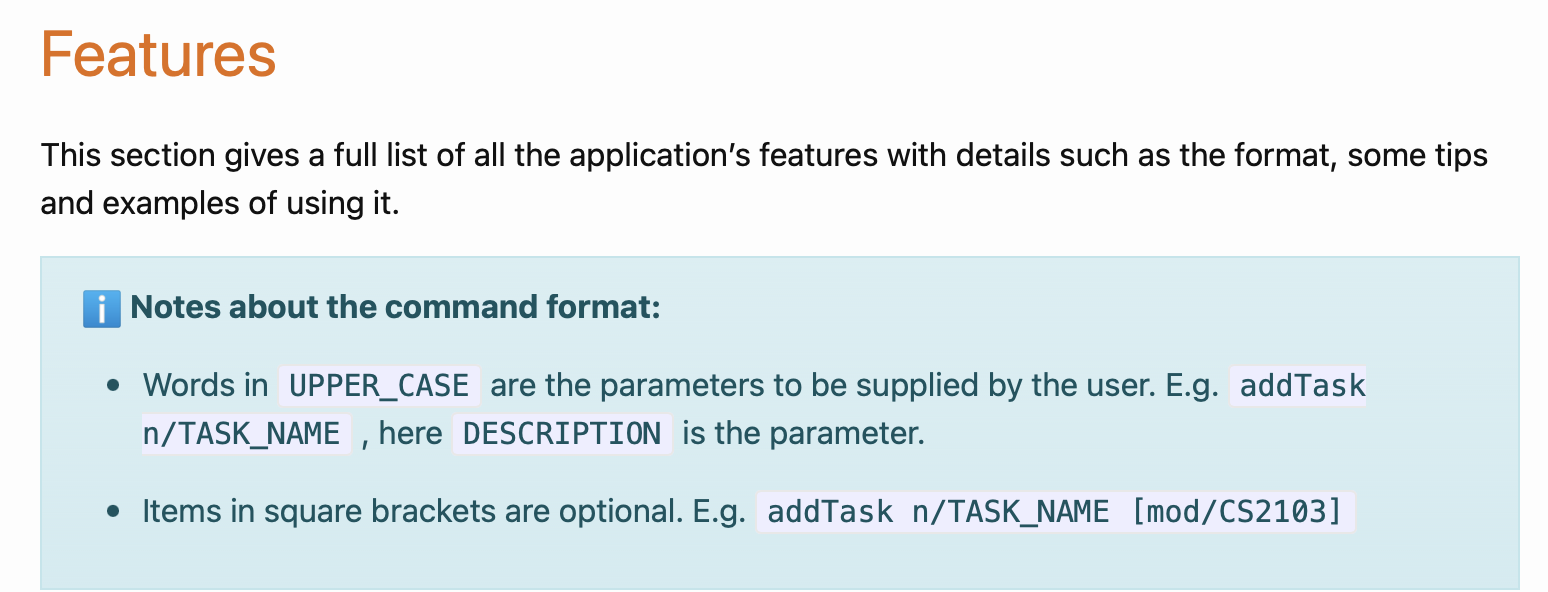 Features
This section gives a full list of all the application’s features with details such as the format, some tips
and examples of using it.
ℹ️ Notes about the command format:
• Words in UPPER_CASE are the parameters to be supplied by the user. E.g. addTask
n/TASK_NAME , here DESCRIPTION is the parameter.
• Items in square brackets are optional. E.g. addTask n/TASK_NAME [mod/CS2103]